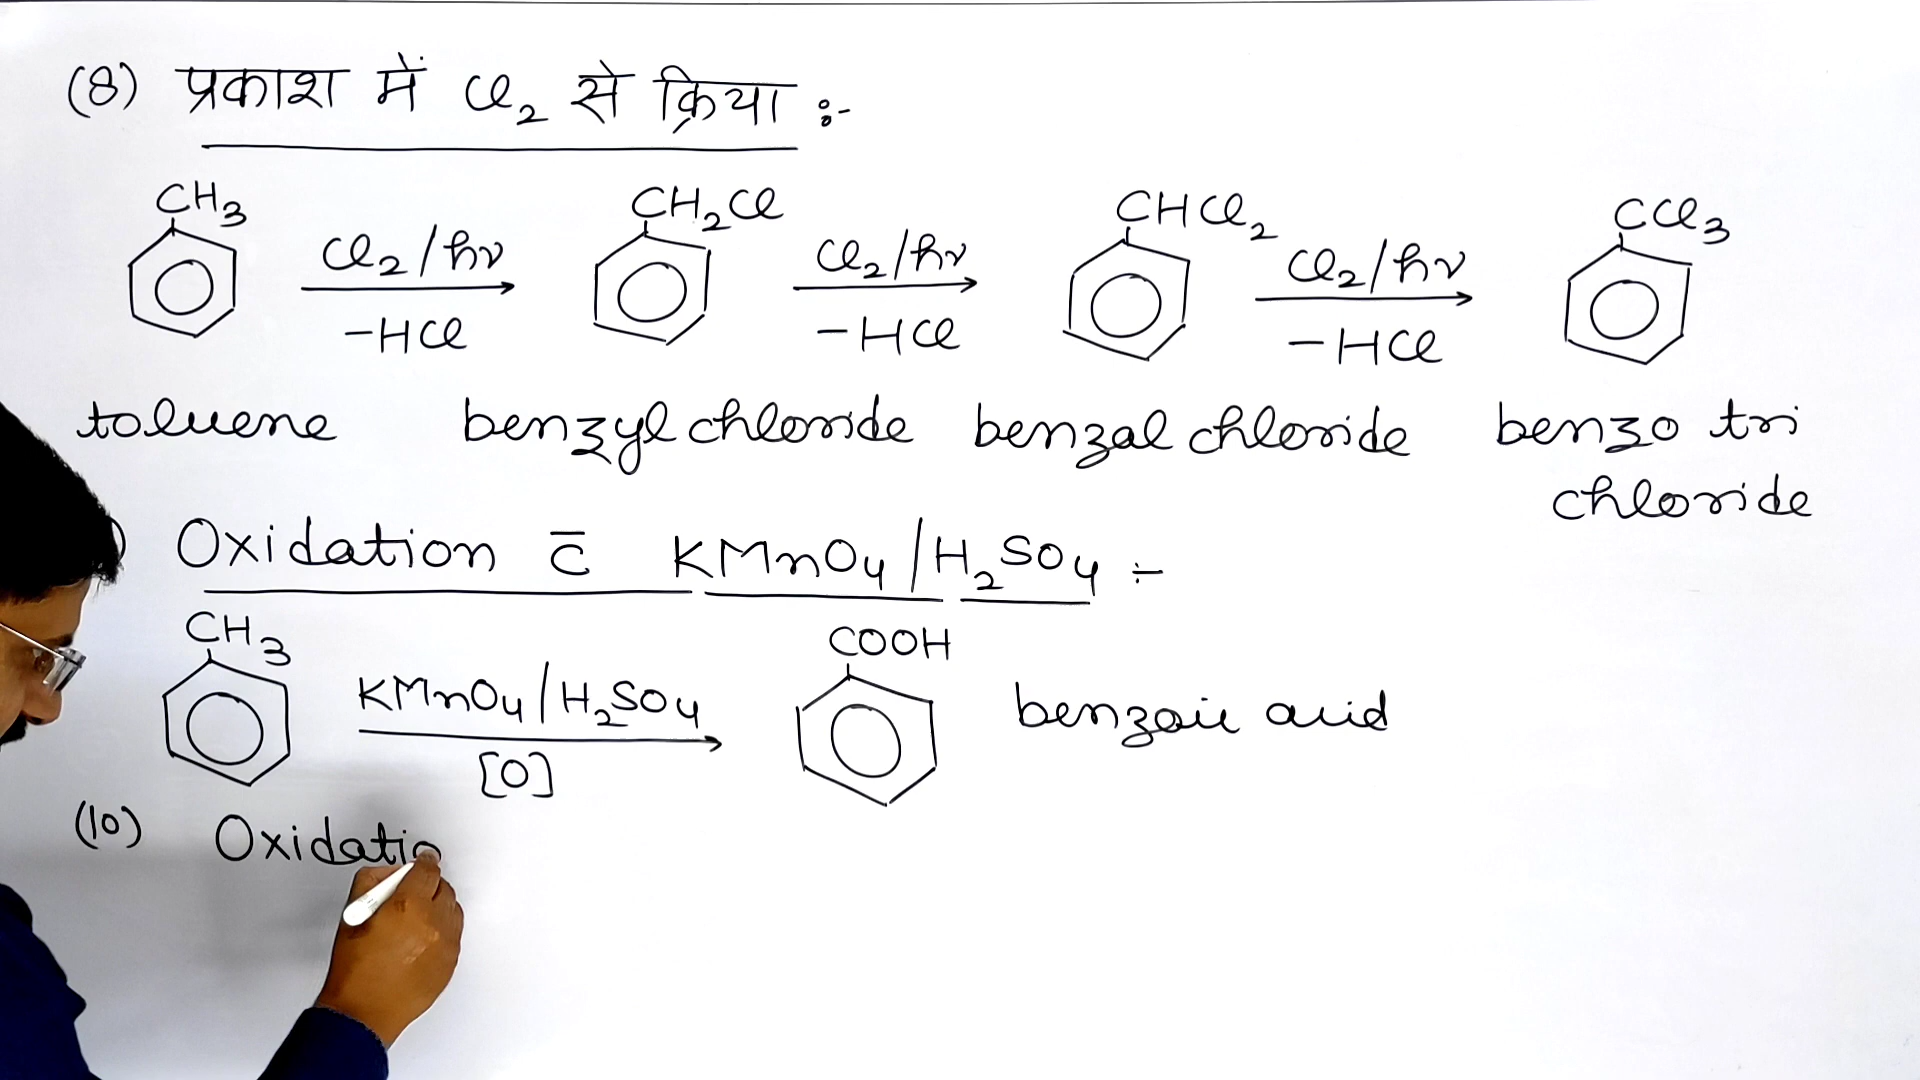 (8) प्रकाश में Cl2 से क्रिया :-
CH3 CH2Cl CHCl2 CCl3
Cl2/hν Cl2/hν Cl2/hν
-HCl -HCl -HCl
toluene benzyl chloride benzal chloride benzo tri
chloride
) Oxidation c̄ KMnO4/H2SO4 :-
CH3 COOH
KMnO4/H2SO4 benzoic acid
[O]
(10) Oxidatio